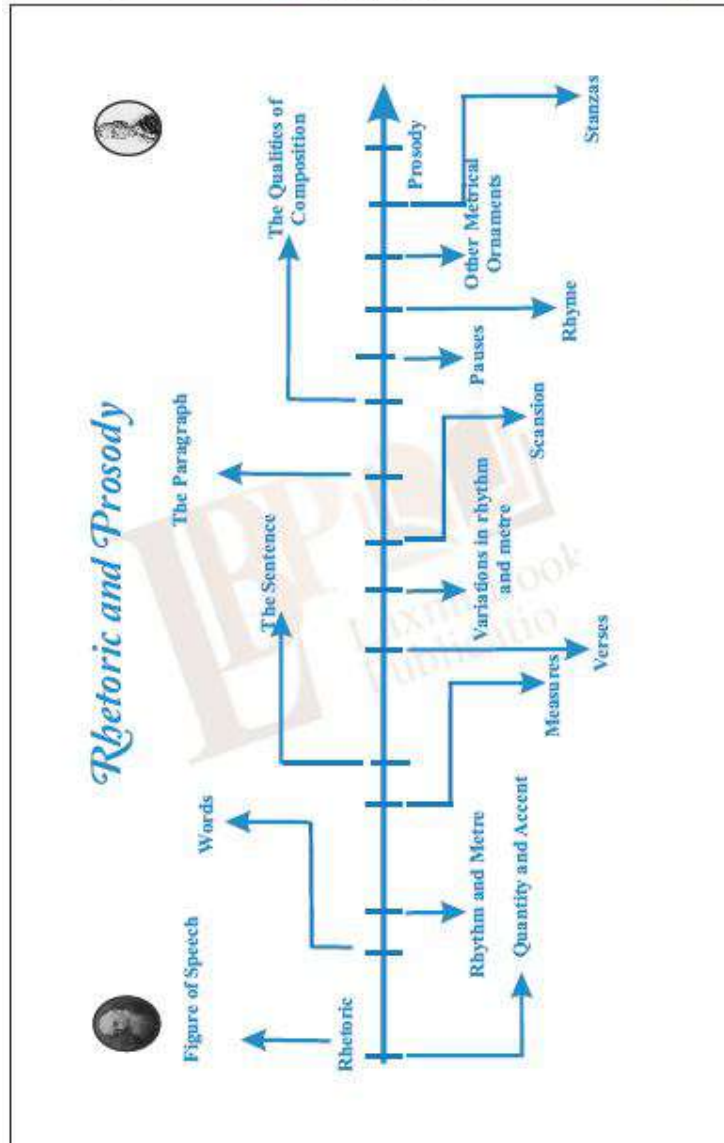 Rhetoric and Prosody
The Qualities of
Composition
The Paragraph
The Sentence
Words
Figure of Speech
Rhetoric
Prosody
Quantity and Accent
Rhythm and Metre
Measures
Verses
Variations in rhythm
and metre
Scansion
Pauses
Rhyme
Other Metrical
Ornaments
Stanzas